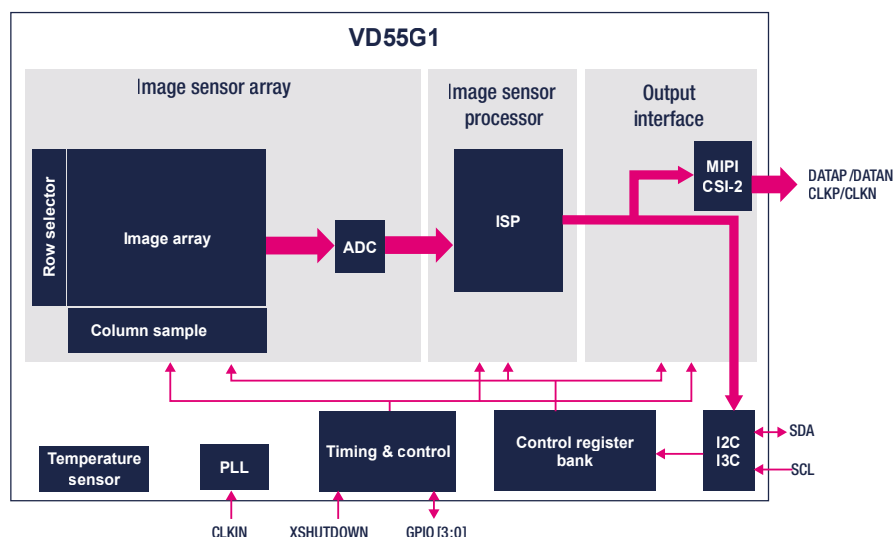 VD55G1
Image sensor array
Image sensor
processor
Output
interface
Row selector
Image array
ADC
ISP
MIPI
CSI-2
DATAP/DATAN
CLKP/CLKN
Column sample
Temperature
sensor
PLL
Timing & control
Control register
bank
I2C
I3C
SDA
SCL
CLKIN
XSHUTDOWN
GPIO [3:0]